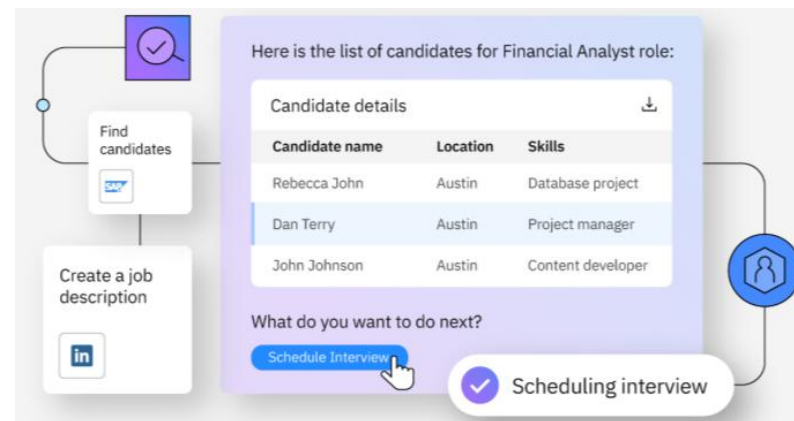 Here is the list of candidates for Financial Analyst role:
Candidate details
Candidate name Location Skills
Rebecca John Austin Database project
Dan Terry Austin Project manager
John Johnson Austin Content developer
What do you want to do next?
Schedule Interview
Scheduling interview
Find
candidates
SAP
Create a job
description
in